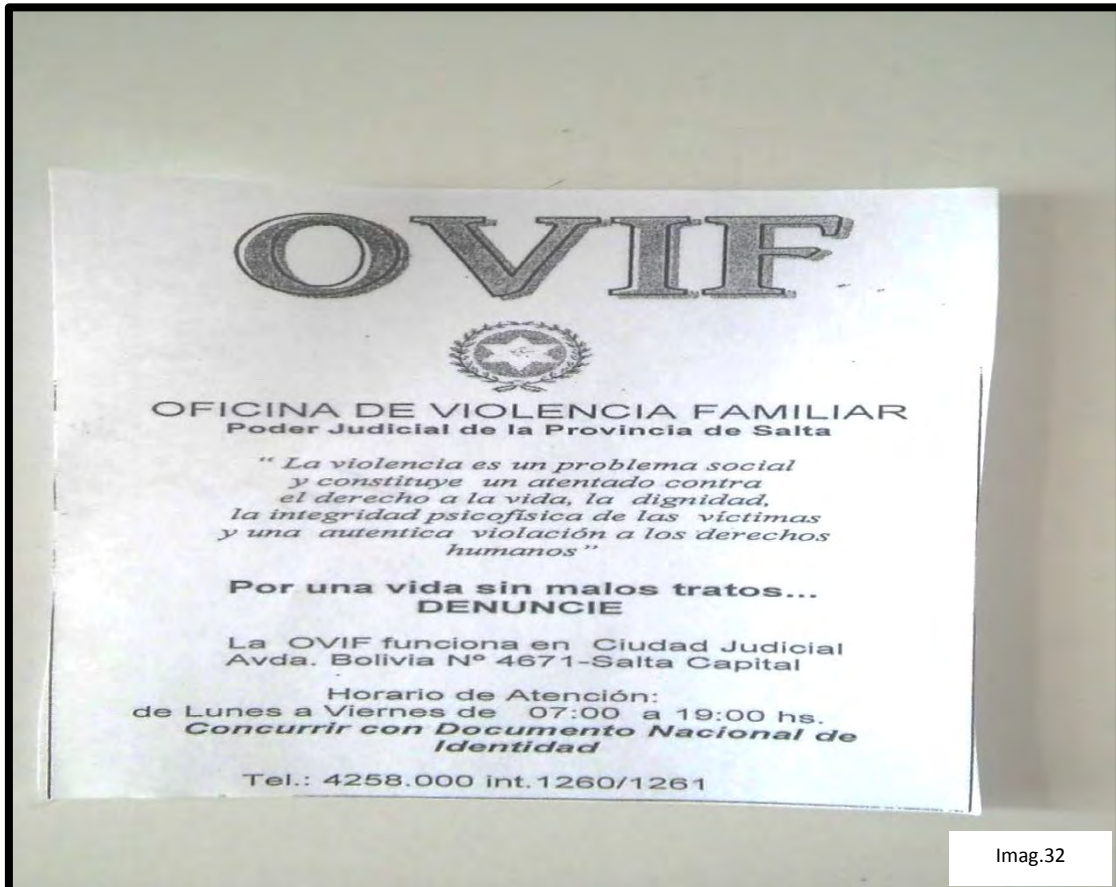 OVIF
OFICINA DE VIOLENCIA FAMILIAR
Poder Judicial de la Provincia de Salta
“ La violencia es un problema social
y constituye un atentado contra
el derecho a la vida, la dignidad,
la integridad psicofísica de las víctimas
y una autentica violación a los derechos
humanos”
Por una vida sin malos tratos...
DENUNCIE
La OVIF funciona en Ciudad Judicial
Avda. Bolivia Nº 4671-Salta Capital
Horario de Atención:
de Lunes a Viernes de 07:00 a 19:00 hs.
Concurrir con Documento Nacional de
Identidad
Tel.: 4258.000 int.1260/1261
Imag.32